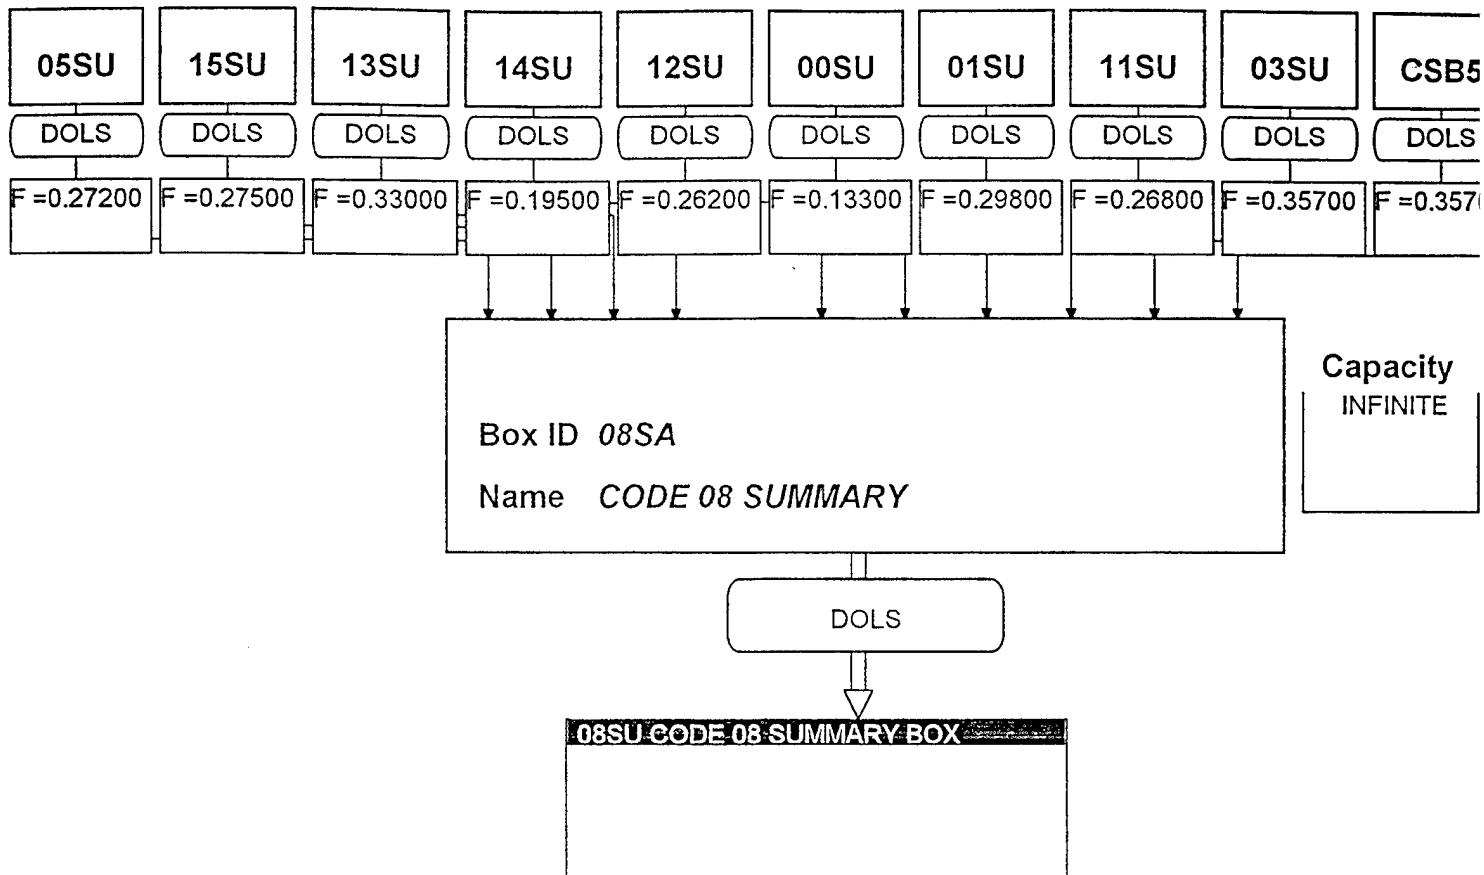 05SU 15SU 13SU 14SU 12SU 00SU 01SU 11SU 03SU CSB5
DOLS DOLS DOLS DOLS DOLS DOLS DOLS DOLS DOLS DOLS
F =0.27200 F =0.27500 F =0.33000 F =0.19500 F =0.26200 F =0.13300 F =0.29800 F =0.26800 F =0.35700 F =0.357
Capacity
INFINITE
Box ID 08SA
Name CODE 08 SUMMARY
DOLS
08SU CODE 08 SUMMARY BOX